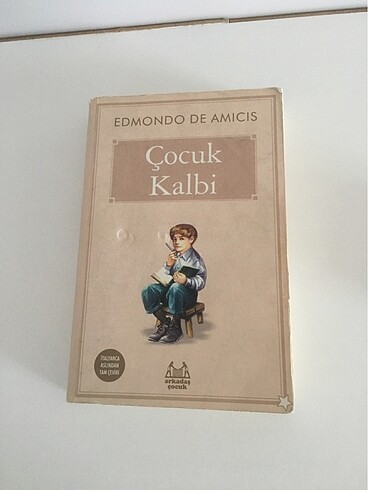 EDMONDO DE AMICIS
Çocuk
Kalbi
İTALYANCA
ASLINDAN
TAM ÇEVİRİ
arkadaş
çocuk